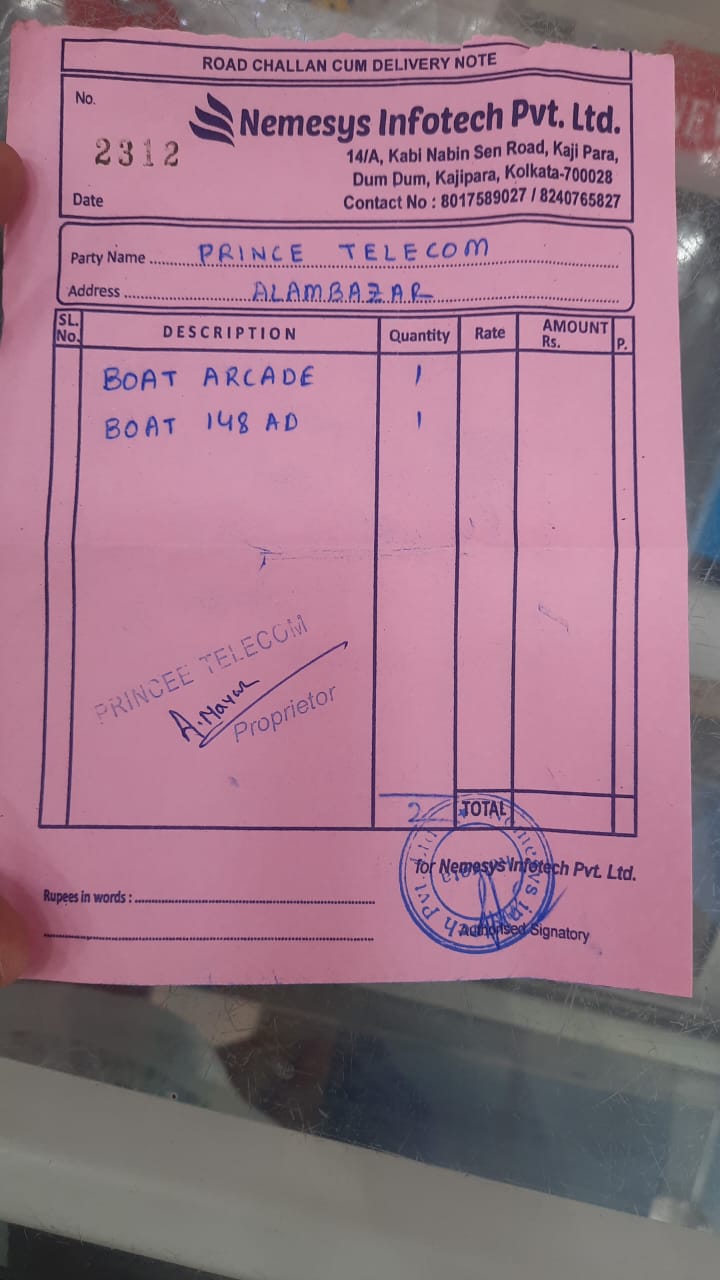 ROAD CHALLAN CUM DELIVERY NOTE
No.
2312
Nemesys Infotech Pvt. Ltd.
14/A, Kabi Nabin Sen Road, Kaji Para,
Dum Dum, Kajipara, Kolkata-700028
Contact No : 8017589027 / 8240765827
Date
Party Name PRINCE TELECOM
Address ALAMBAZAR
SL. No. DESCRIPTION Quantity Rate AMOUNT Rs. P.
BOAT ARCADE 1
BOAT 148 AD 1
PRINCEE TELECOM
A.Mayar
Proprietor
2 TOTAL
for Nemesys Infotech Pvt. Ltd.
Rupees in words :
Authorised Signatory